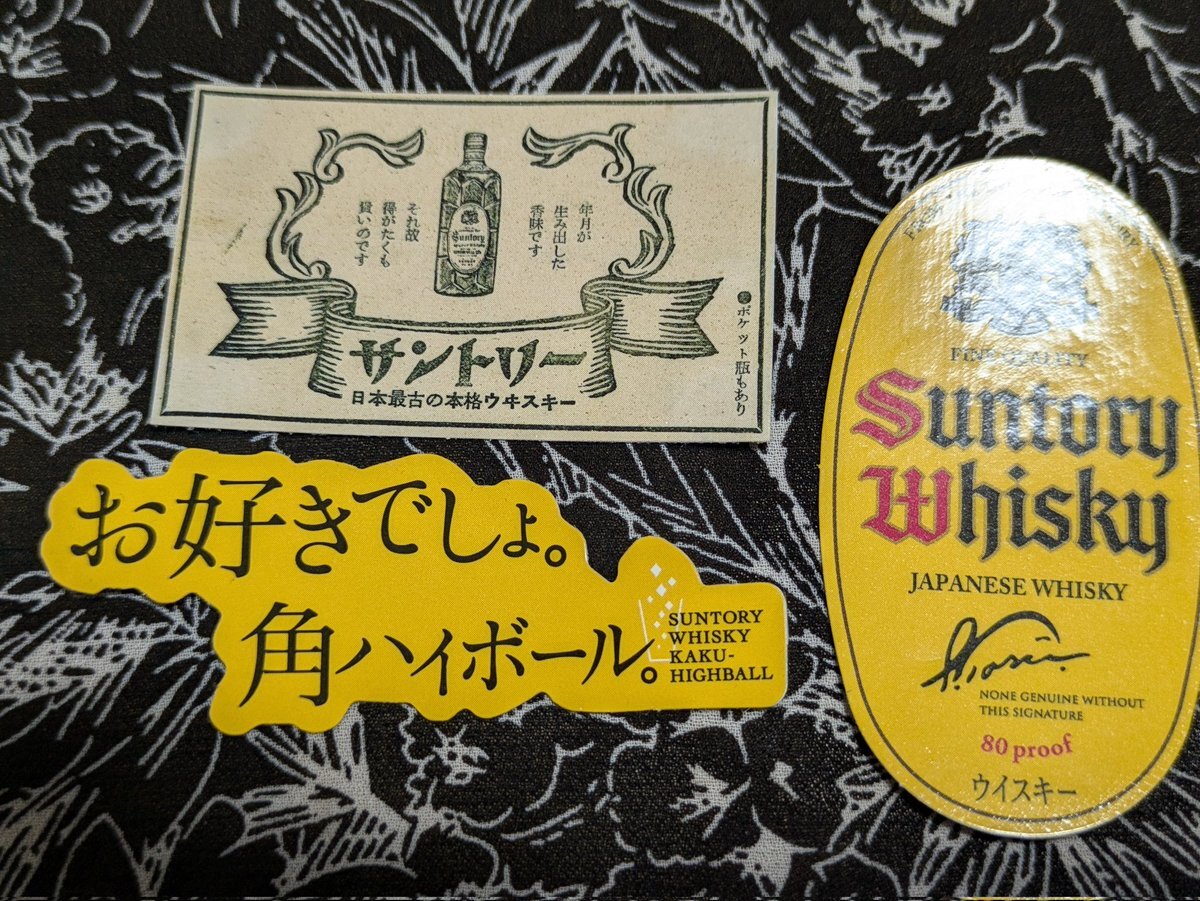 年月が
生み出した
香味です
それ故
得がたくも
貴いのです
Suntory
ポケット瓶もあり
サントリー
日本最古の本格ウヰスキー
お好きでしょ。
角ハイボール。
SUNTORY
WHISKY
KAKU-
HIGHBALL
FINE QUALITY
Suntory
Whisky
JAPANESE WHISKY
NONE GENUINE WITHOUT
THIS SIGNATURE
80 proof
ウイスキー